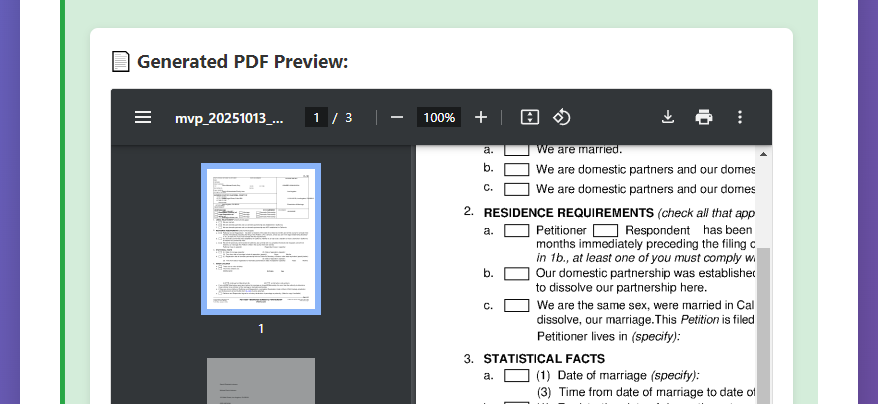 Generated PDF Preview:
mvp_20251013_...
1 / 3
100%
a. We are married.
b. We are domestic partners and our domes
c. We are domestic partners and our domes
2. RESIDENCE REQUIREMENTS (check all that app
a. Petitioner Respondent has been
months immediately preceding the filing o
in 1b., at least one of you must comply wi
b. Our domestic partnership was established
to dissolve our partnership here.
c. We are the same sex, were married in Cal
dissolve, our marriage.This Petition is filed
Petitioner lives in (specify):
3. STATISTICAL FACTS
a. (1) Date of marriage (specify):
(3) Time from date of marriage to date of
1